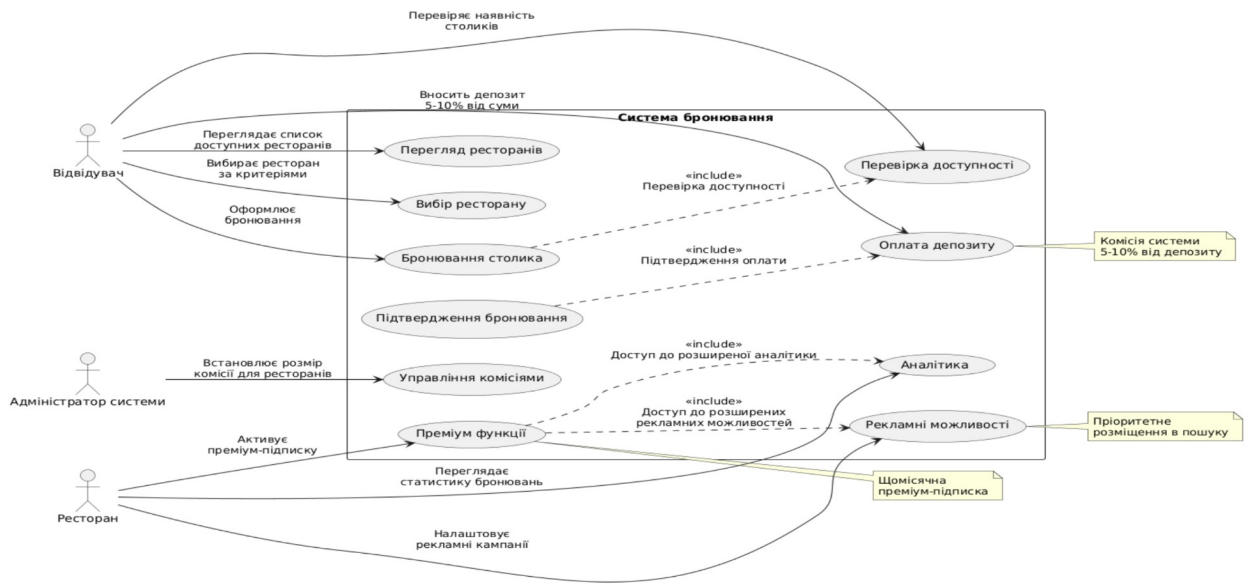 Перевіряє наявність
столиків
Вносить депозит
5-10% від суми
Система бронювання
Відвідувач
Переглядає список
доступних ресторанів
Перегляд ресторанів
Перевірка доступності
Вибирає ресторан
за критеріями
Вибір ресторану
«include»
Перевірка доступності
Оформлює
бронювання
Бронювання столика
«include»
Підтвердження оплати
Оплата депозиту
Комісія системи
5-10% від депозиту
Підтвердження бронювання
Адміністратор системи
Встановлює розмір
комісії для ресторанів
Управління комісіями
«include»
Доступ до розширеної аналітики
Аналітика
«include»
Доступ до розширених
рекламних можливостей
Рекламні можливості
Пріоритетне
розміщення в пошуку
Активує
преміум-підписку
Преміум функції
Щомісячна
преміум-підписка
Ресторан
Переглядає
статистику бронювань
Налаштовує
рекламні кампанії